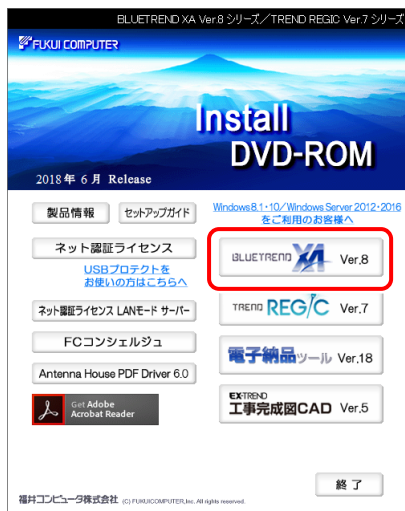 BLUETREND XA Ver.8 シリーズ／TREND REGIC Ver.7 シリーズ
FUKUI COMPUTER
Install
DVD-ROM
2018年 6月 Release
製品情報
セットアップガイド
Windows8.1・10／Windows Server 2012・2016
をご利用のお客様へ
ネット認証ライセンス
USBプロテクトを
お使いの方はこちらへ
BLUETREND XA Ver.8
ネット認証ライセンス LANモード サーバー
TREND REGIC Ver.7
FCコンシェルジュ
電子納品ツール Ver.18
Antenna House PDF Driver 6.0
Get Adobe
Acrobat Reader
EX-TREND
工事完成図CAD Ver.5
終了
福井コンピュータ株式会社 (C) FUKUICOMPUTER,Inc. All rights reserved.